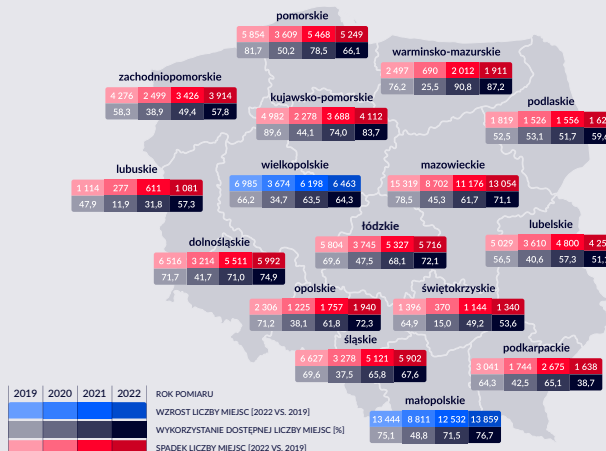 pomorskie
5 854 3 609 5 468 5 249
81,7 50,2 78,5 66,1
warminsko-mazurskie
2 497 690 2 012 1 911
76,2 25,5 90,8 87,2
zachodniopomorskie
4 276 2 499 3 426 3 914
58,3 38,9 49,4 57,8
kujawsko-pomorskie
4 982 2 278 3 688 4 112
89,6 44,1 74,0 83,7
podlaskie
1 819 1 526 1 556 1 62
52,5 53,1 51,7 59,6
lubuskie
1 114 277 611 1 081
47,9 11,9 31,8 57,3
wielkopolskie
6 985 3 674 6 198 6 463
66,2 34,7 63,5 64,3
mazowieckie
15 319 8 702 11 176 13 054
78,5 45,3 61,7 71,1
łódzkie
5 804 3 745 5 327 5 716
69,6 47,5 68,1 72,1
lubelskie
5 029 3 610 4 800 4 25
56,5 40,6 57,3 51,1
dolnośląskie
6 516 3 214 5 511 5 992
71,7 41,7 71,0 74,9
opolskie
2 306 1 225 1 757 1 940
71,2 38,1 61,8 72,3
świętokrzyskie
1 396 370 1 144 1 340
64,9 15,0 49,2 53,6
śląskie
6 627 3 278 5 121 5 902
69,6 37,5 65,8 67,6
podkarpackie
3 041 1 744 2 675 1 638
64,3 42,5 65,1 38,7
małopolskie
13 444 8 811 12 532 13 859
75,1 48,8 71,5 76,7
2019 2020 2021 2022 ROK POMIARU
WZROST LICZBY MIEJSC [2022 VS. 2019]
WYKORZYSTANIE DOSTĘPNEJ LICZBY MIEJSC [%]
SPADEK LICZBY MIEJSC [2022 VS. 2019]